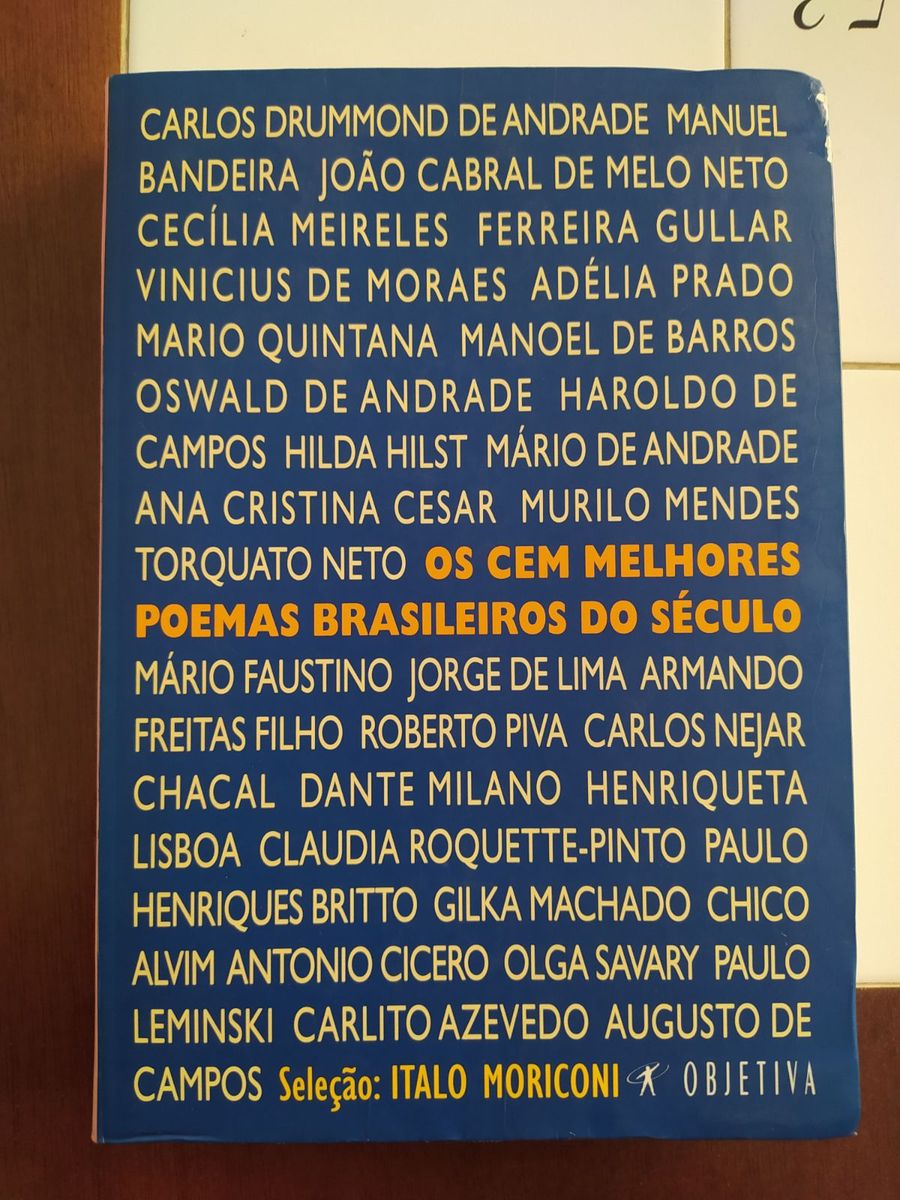 CARLOS DRUMMOND DE ANDRADE MANUEL
BANDEIRA JOÃO CABRAL DE MELO NETO
CECÍLIA MEIRELES FERREIRA GULLAR
VINICIUS DE MORAES ADÉLIA PRADO
MARIO QUINTANA MANOEL DE BARROS
OSWALD DE ANDRADE HAROLDO DE
CAMPOS HILDA HILST MÁRIO DE ANDRADE
ANA CRISTINA CESAR MURILO MENDES
TORQUATO NETO OS CEM MELHORES
POEMAS BRASILEIROS DO SÉCULO
MÁRIO FAUSTINO JORGE DE LIMA ARMANDO
FREITAS FILHO ROBERTO PIVA CARLOS NEJAR
CHACAL DANTE MILANO HENRIQUETA
LISBOA CLAUDIA ROQUETTE-PINTO PAULO
HENRIQUES BRITTO GILKA MACHADO CHICO
ALVIM ANTONIO CICERO OLGA SAVARY PAULO
LEMINSKI CARLITO AZEVEDO AUGUSTO DE
CAMPOS Seleção: ITALO MORICONI OBJETIVA